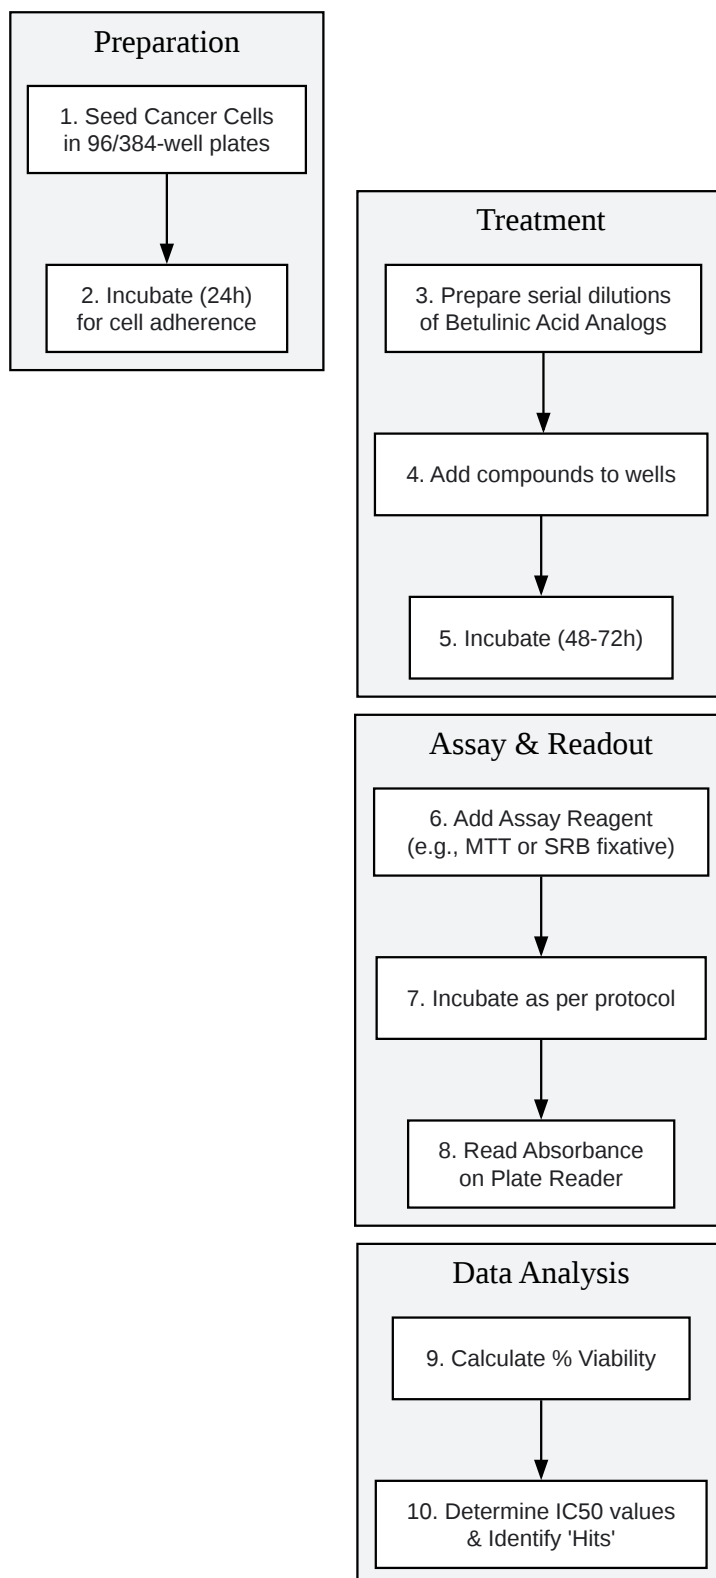 Preparation
1. Seed Cancer Cells
in 96/384-well plates
2. Incubate (24h)
for cell adherence
Treatment
3. Prepare serial dilutions
of Betulinic Acid Analogs
4. Add compounds to wells
5. Incubate (48-72h)
Assay & Readout
6. Add Assay Reagent
(e.g., MTT or SRB fixative)
7. Incubate as per protocol
8. Read Absorbance
on Plate Reader
Data Analysis
9. Calculate % Viability
10. Determine IC50 values
& Identify 'Hits'